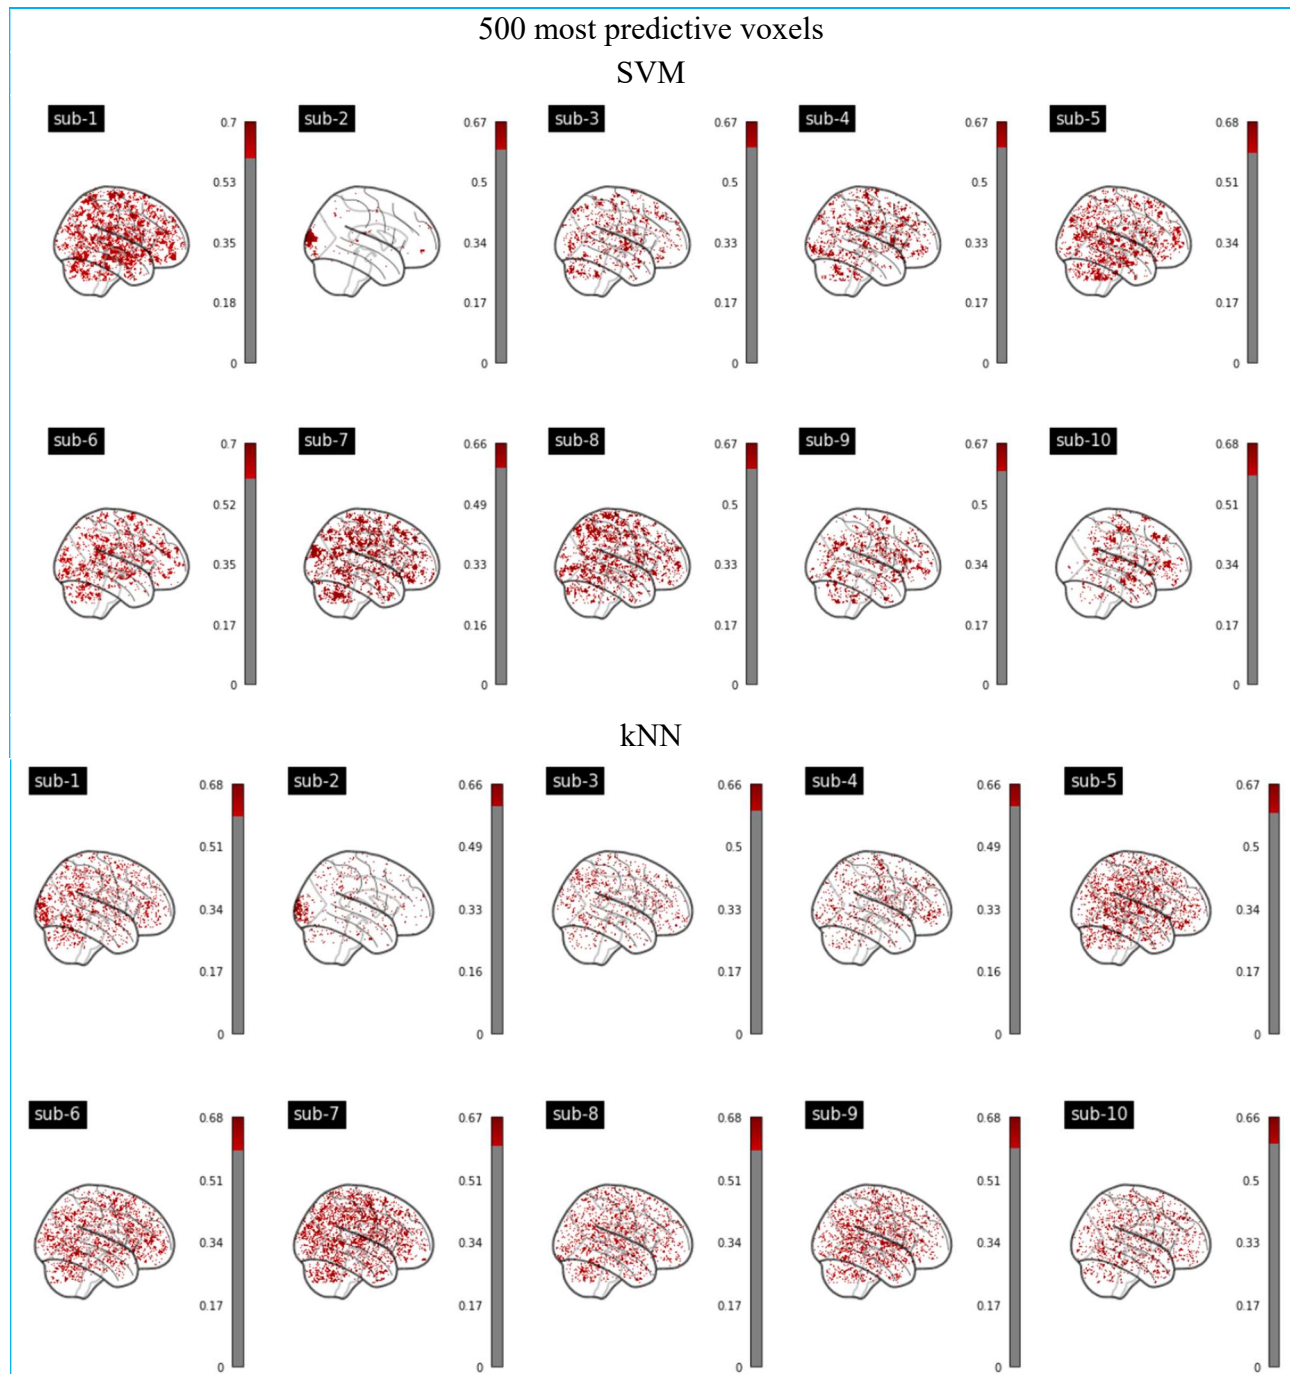 500 most predictive voxels
SVM
sub-1 sub-2 sub-3 sub-4 sub-5
0.7 0.67 0.67 0.67 0.68
0.53 0.5 0.5 0.5 0.51
0.35 0.34 0.33 0.33 0.34
0.18 0.17 0.17 0.17 0.17
0 0 0 0 0
sub-6 sub-7 sub-8 sub-9 sub-10
0.7 0.66 0.67 0.67 0.68
0.52 0.49 0.5 0.5 0.51
0.35 0.33 0.33 0.34 0.34
0.17 0.16 0.17 0.17 0.17
0 0 0 0 0
kNN
sub-1 sub-2 sub-3 sub-4 sub-5
0.68 0.66 0.66 0.66 0.67
0.51 0.49 0.5 0.49 0.5
0.34 0.33 0.33 0.33 0.34
0.17 0.16 0.17 0.16 0.17
0 0 0 0 0
sub-6 sub-7 sub-8 sub-9 sub-10
0.68 0.67 0.68 0.68 0.66
0.51 0.51 0.51 0.51 0.5
0.34 0.34 0.34 0.34 0.33
0.17 0.17 0.17 0.17 0.17
0 0 0 0 0